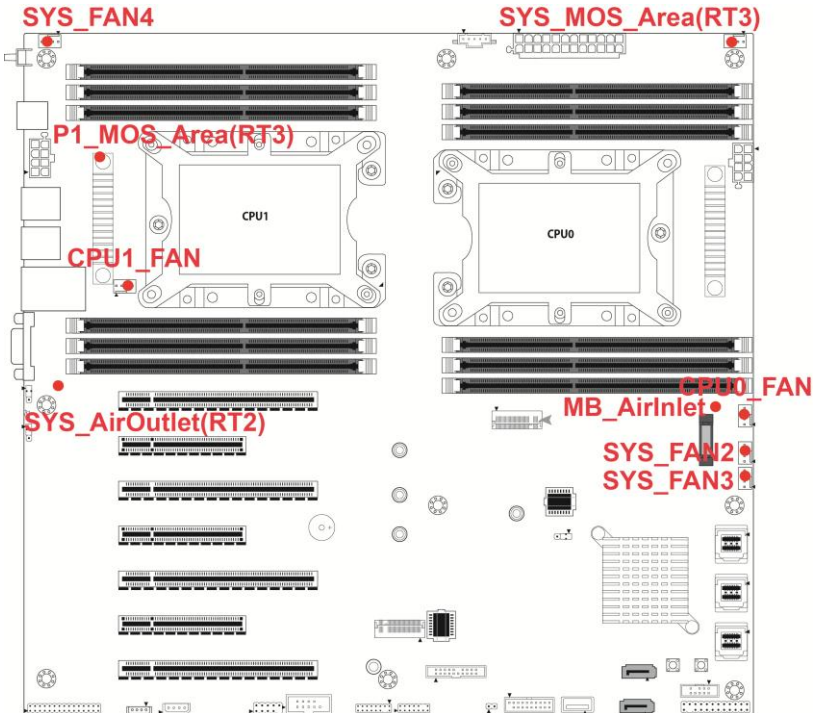 SYS_FAN4
SYS_MOS_Area(RT3)
P1_MOS_Area(RT3)
CPU1
CPU0
CPU1_FAN
CPU0_FAN
MB_AirInlet
SYS_AirOutlet(RT2)
SYS_FAN2
SYS_FAN3